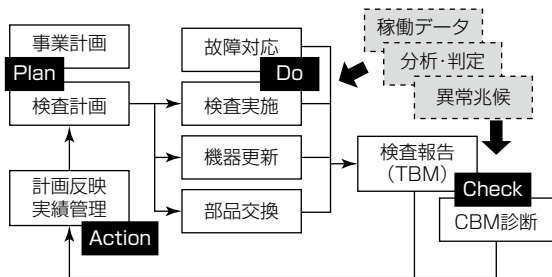 事業計画
Plan
検査計画
計画反映
実績管理
Action
故障対応
Do
検査実施
機器更新
部品交換
稼働データ
分析・判定
異常兆候
検査報告
（TBM）
Check
CBM診断